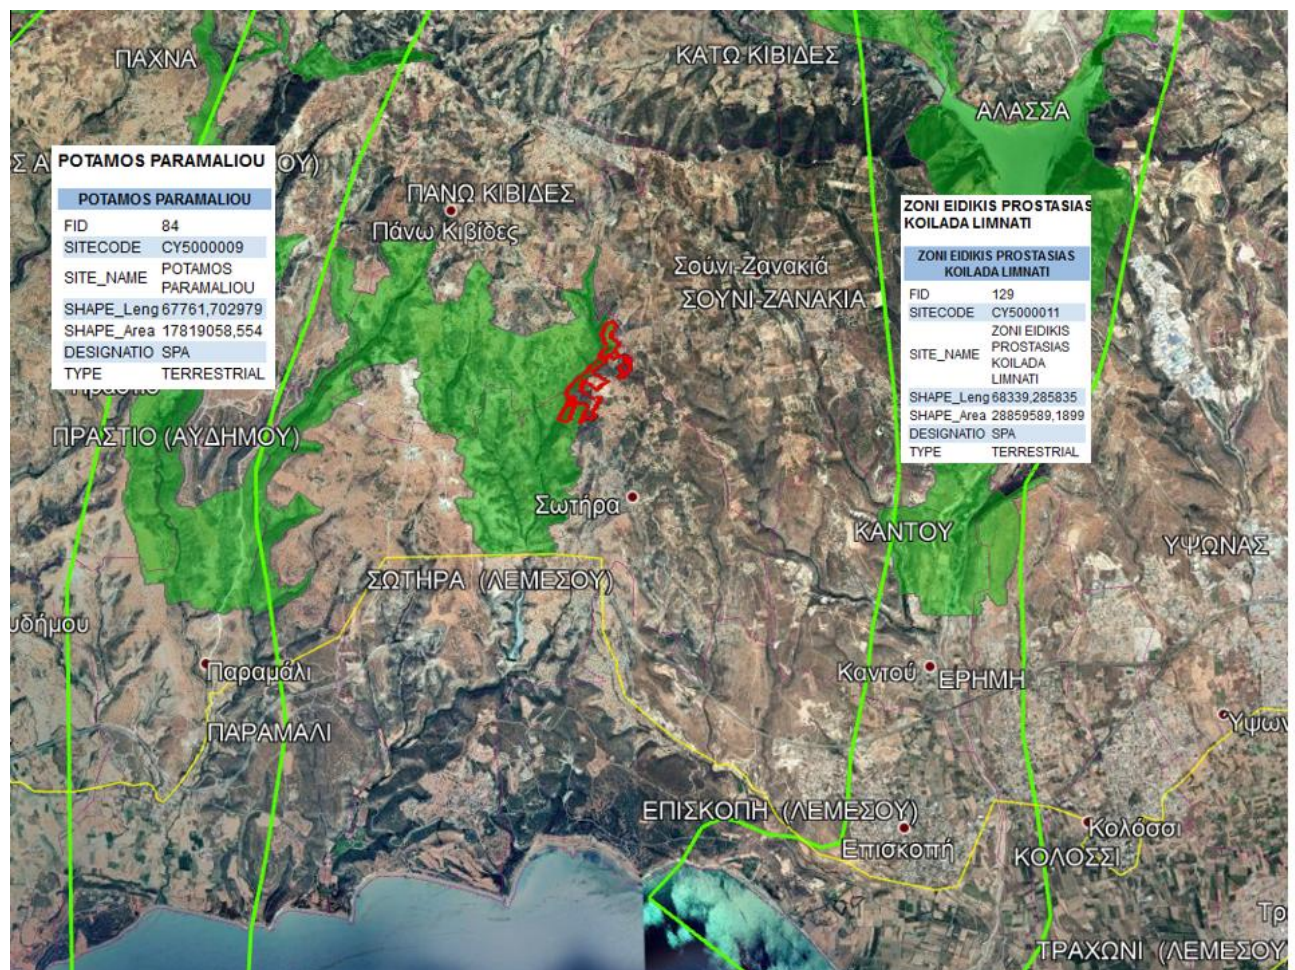 ΠΑΧΝΑ
ΚΑΤΩ ΚΙΒΙΔΕΣ
ΑΛΑΣΣΑ
Σ Α
ΟΥ)
POTAMOS PARAMALIOU
POTAMOS PARAMALIOU
FID 84
SITECODE CY5000009
SITE_NAME POTAMOS
PARAMALIOU
SHAPE_Leng 67761,702979
SHAPE_Area 17819058,554
DESIGNATIO SPA
TYPE TERRESTRIAL
ΠΑΝΩ ΚΙΒΙΔΕΣ
Πάνω Κιβίδες
Σούνι-Ζανακιά
ΣΟΥΝΙ-ΖΑΝΑΚΙΑ
ZONI EIDIKIS PROSTASIAS
KOILADA LIMNATI
ZONI EIDIKIS PROSTASIAS
KOILADA LIMNATI
FID 129
SITECODE CY5000011
SITE_NAME ZONI EIDIKIS
PROSTASIAS
KOILADA
LIMNATI
SHAPE_Leng 68339,285835
SHAPE_Area 28859589,1899
DESIGNATIO SPA
TYPE TERRESTRIAL
ΠΡΑΣΤΙΟ (ΑΥΔΗΜΟΥ)
Σωτήρα
ΚΑΝΤΟΥ
ΥΨΩΝΑΣ
ΣΩΤΗΡΑ (ΛΕΜΕΣΟΥ)
υδήμου
Παραμάλι
Καντού
ΕΡΗΜΗ
ΠΑΡΑΜΑΛΙ
Υψων
ΕΠΙΣΚΟΠΗ (ΛΕΜΕΣΟΥ)
Επισκοπή
Κολόσσι
ΚΟΛΟΣΣΙ
Τρ
ΤΡΑΧΩΝΙ (ΛΕΜΕΣΟΥ